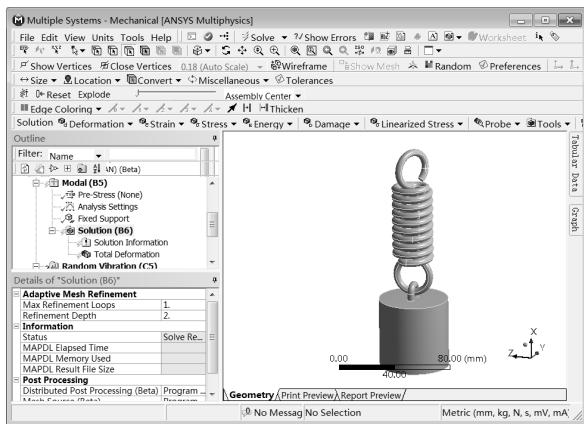 Multiple Systems - Mechanical [ANSYS Multiphysics]
File Edit View Units Tools Help Solve ?/Show Errors Worksheet
Show Vertices Close Vertices 0.18 (Auto Scale) Wireframe Show Mesh Random Preferences
Size Location Convert Miscellaneous Tolerances
Reset Explode Assembly Center
Edge Coloring Thicken
Solution Deformation Strain Stress Energy Damage Linearized Stress Probe Tools
Outline
Filter: Name
(Beta)
Modal (B5)
Pre-Stress (None)
Analysis Settings
Fixed Support
Solution (B6)
Solution Information
Total Deformation
Random Vibration (C5)
Details of "Solution (B6)"
Adaptive Mesh Refinement
Max Refinement Loops 1.
Refinement Depth 2.
Information
Status Solve Re...
MAPDL Elapsed Time
MAPDL Memory Used
MAPDL Result File Size
Post Processing
Distributed Post Processing (Beta) Program ...
Mesh Source (Beta) Program
0.00 80.00 (mm)
40.00
X
Y
Z
Geometry Print Preview Report Preview
Tabular Data
Graph
No Messag No Selection Metric (mm, kg, N, s, mV, mA)